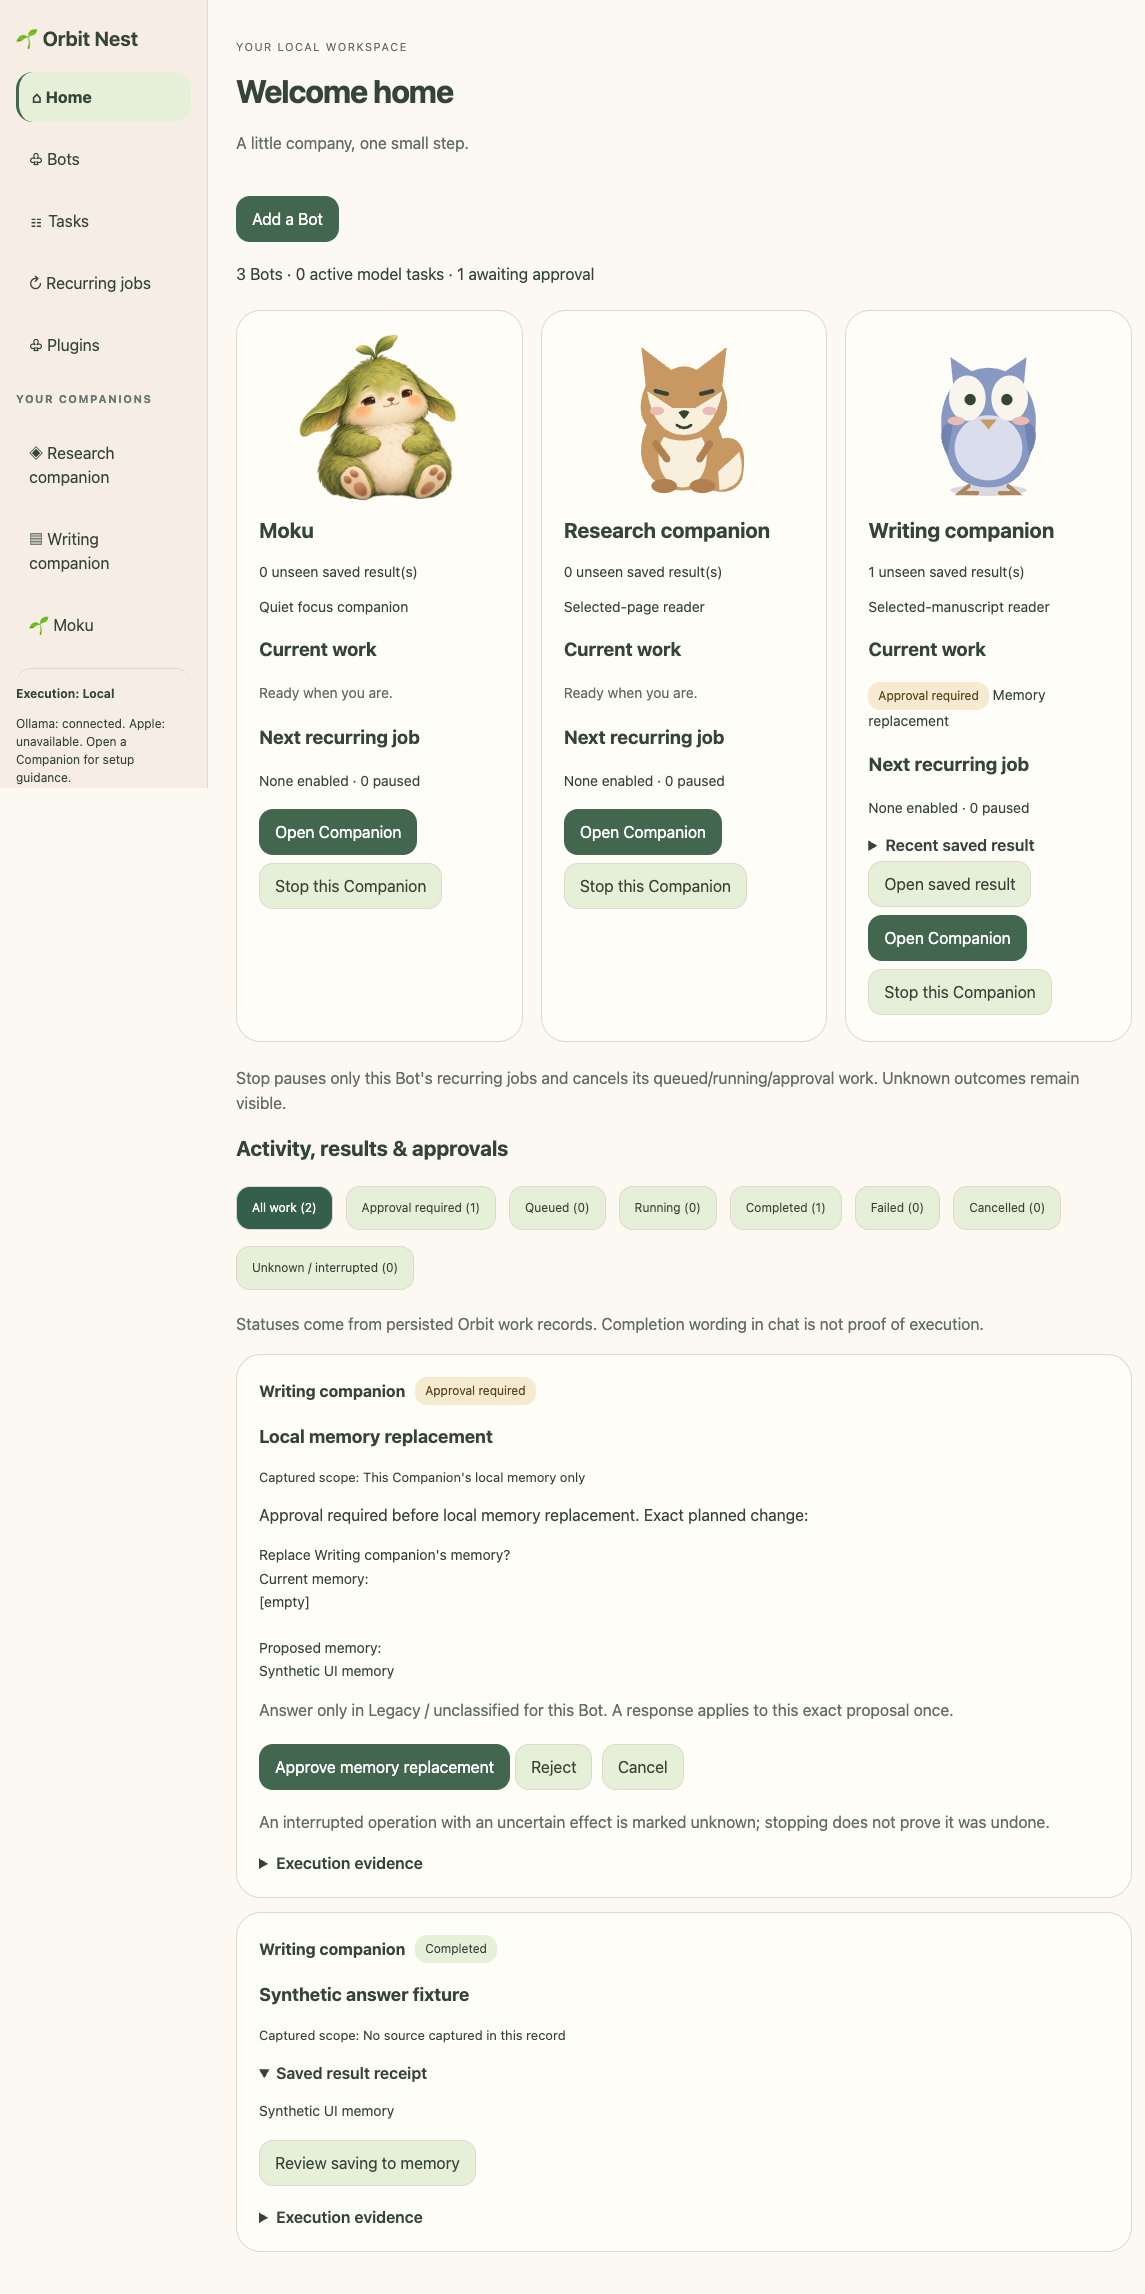 Orbit Nest
Home
Bots
Tasks
Recurring jobs
Plugins
YOUR COMPANIONS
Research
companion
Writing
companion
Moku
Execution: Local
Ollama: connected. Apple:
unavailable. Open a
Companion for setup
guidance.
YOUR LOCAL WORKSPACE
Welcome home
A little company, one small step.
Add a Bot
3 Bots · 0 active model tasks · 1 awaiting approval
Moku
0 unseen saved result(s)
Quiet focus companion
Current work
Ready when you are.
Next recurring job
None enabled · 0 paused
Open Companion
Stop this Companion
Research companion
0 unseen saved result(s)
Selected-page reader
Current work
Ready when you are.
Next recurring job
None enabled · 0 paused
Open Companion
Stop this Companion
Writing companion
1 unseen saved result(s)
Selected-manuscript reader
Current work
Approval required Memory
replacement
Next recurring job
None enabled · 0 paused
Recent saved result
Open saved result
Open Companion
Stop this Companion
Stop pauses only this Bot's recurring jobs and cancels its queued/running/approval work. Unknown outcomes remain
visible.
Activity, results & approvals
All work (2) Approval required (1) Queued (0) Running (0) Completed (1) Failed (0) Cancelled (0)
Unknown / interrupted (0)
Statuses come from persisted Orbit work records. Completion wording in chat is not proof of execution.
Writing companion Approval required
Local memory replacement
Captured scope: This Companion's local memory only
Approval required before local memory replacement. Exact planned change:
Replace Writing companion's memory?
Current memory:
[empty]
Proposed memory:
Synthetic UI memory
Answer only in Legacy / unclassified for this Bot. A response applies to this exact proposal once.
Approve memory replacement Reject Cancel
An interrupted operation with an uncertain effect is marked unknown; stopping does not prove it was undone.
Execution evidence
Writing companion Completed
Synthetic answer fixture
Captured scope: No source captured in this record
Saved result receipt
Synthetic UI memory
Review saving to memory
Execution evidence